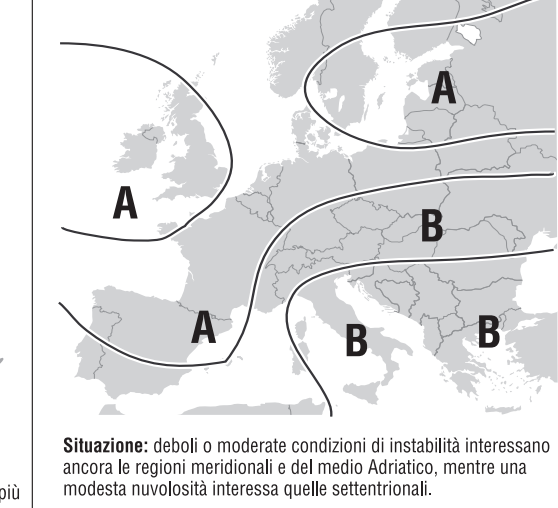 A
A
B
A
B
B
Situazione: deboli o moderate condizioni di instabilità interessano
ancora le regioni meridionali e del medio Adriatico, mentre una
modesta nuvolosità interessa quelle settentrionali.
più